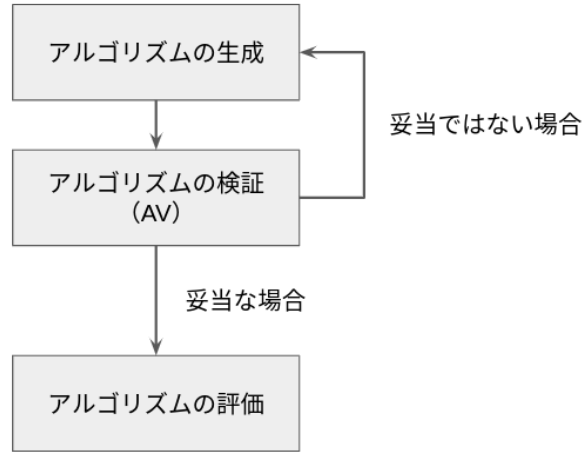 アルゴリズムの生成
妥当ではない場合
アルゴリズムの検証
（AV）
妥当な場合
アルゴリズムの評価